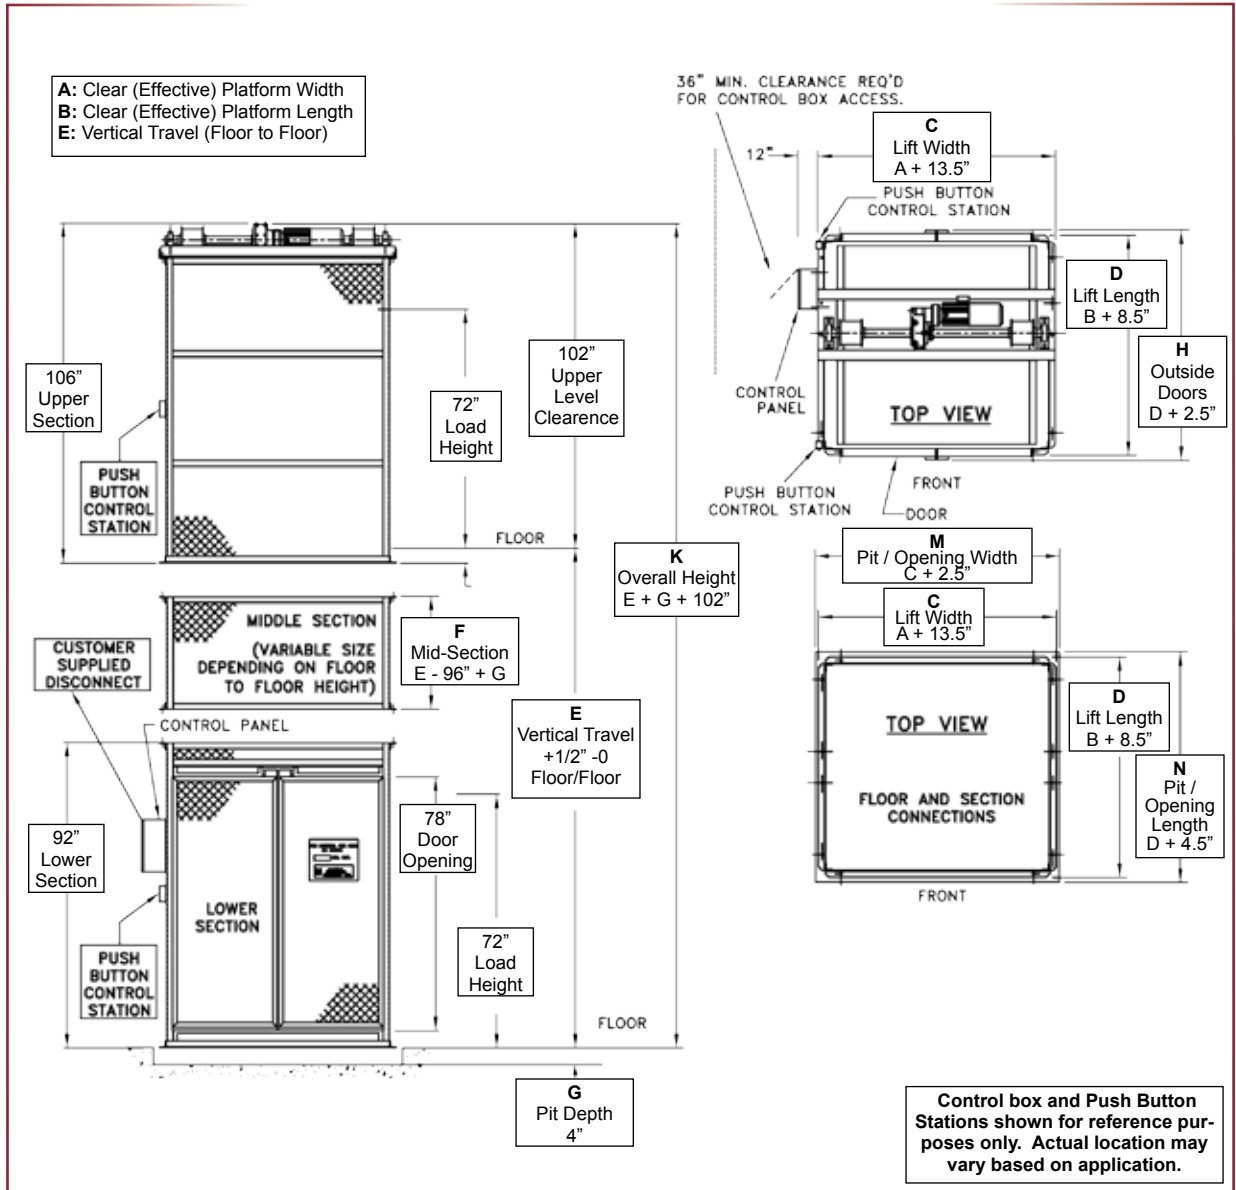 A: Clear (Effective) Platform Width
B: Clear (Effective) Platform Length
E: Vertical Travel (Floor to Floor)
36" MIN. CLEARANCE REQ'D
FOR CONTROL BOX ACCESS.
12"
C
Lift Width
A + 13.5”
PUSH BUTTON
CONTROL STATION
D
Lift Length
B + 8.5”
H
Outside
Doors
D + 2.5”
CONTROL
PANEL
TOP VIEW
FRONT
PUSH BUTTON
CONTROL STATION
DOOR
106”
Upper
Section
PUSH
BUTTON
CONTROL
STATION
72”
Load
Height
102”
Upper
Level
Clearence
FLOOR
K
Overall Height
E + G + 102”
MIDDLE SECTION
(VARIABLE SIZE
DEPENDING ON FLOOR
TO FLOOR HEIGHT)
F
Mid-Section
E - 96” + G
CUSTOMER
SUPPLIED
DISCONNECT
CONTROL PANEL
E
Vertical Travel
+1/2” -0
Floor/Floor
92”
Lower
Section
78”
Door
Opening
LOWER
SECTION
72”
Load
Height
PUSH
BUTTON
CONTROL
STATION
FLOOR
G
Pit Depth
4”
M
Pit / Opening Width
C + 2.5”
C
Lift Width
A + 13.5”
TOP VIEW
D
Lift Length
B + 8.5”
N
Pit /
Opening
Length
D + 4.5”
FLOOR AND SECTION
CONNECTIONS
FRONT
Control box and Push Button
Stations shown for reference pur-
poses only. Actual location may
vary based on application.